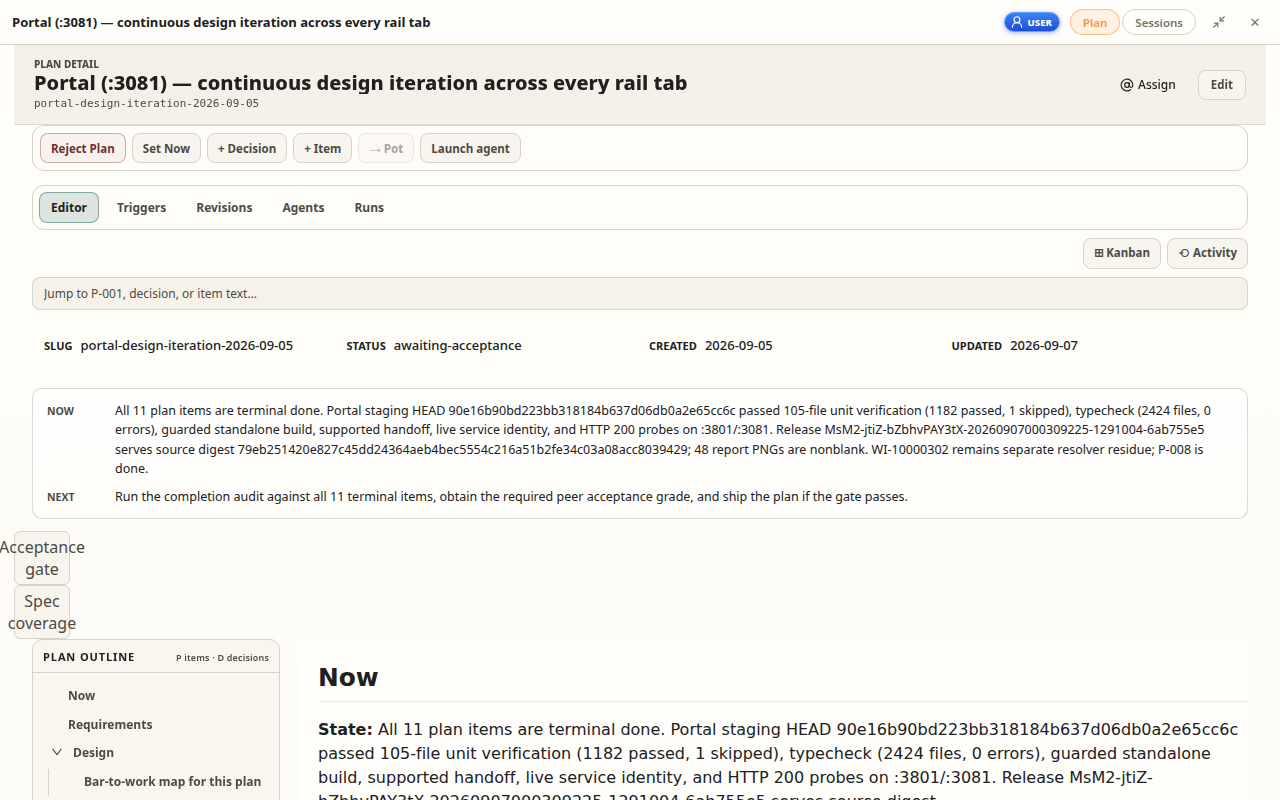 Portal (:3081) — continuous design iteration across every rail tab
USER
Plan
Sessions
PLAN DETAIL
Portal (:3081) — continuous design iteration across every rail tab
portal-design-iteration-2026-09-05
Assign
Edit
Reject Plan
Set Now
+ Decision
+ Item
→ Pot
Launch agent
Editor
Triggers
Revisions
Agents
Runs
Kanban
Activity
Jump to P-001, decision, or item text...
SLUG portal-design-iteration-2026-09-05
STATUS awaiting-acceptance
CREATED 2026-09-05
UPDATED 2026-09-07
NOW
All 11 plan items are terminal done. Portal staging HEAD 90e16b90bd223bb318184b637d06db0a2e65cc6c passed 105-file unit verification (1182 passed, 1 skipped), typecheck (2424 files, 0
errors), guarded standalone build, supported handoff, live service identity, and HTTP 200 probes on :3801/:3081. Release MsM2-jtiZ-bZbhvPAY3tX-20260907000309225-1291004-6ab755e5
serves source digest 79eb251420e827c45dd24364aeb4bec5554c216a51b2fe34c03a08acc8039429; 48 report PNGs are nonblank. WI-10000302 remains separate resolver residue; P-008 is
done.
NEXT
Run the completion audit against all 11 terminal items, obtain the required peer acceptance grade, and ship the plan if the gate passes.
Acceptance
gate
Spec
coverage
PLAN OUTLINE
P items · D decisions
Now
Requirements
Design
Bar-to-work map for this plan
Now
State: All 11 plan items are terminal done. Portal staging HEAD 90e16b90bd223bb318184b637d06db0a2e65cc6c
passed 105-file unit verification (1182 passed, 1 skipped), typecheck (2424 files, 0 errors), guarded standalone
build, supported handoff, live service identity, and HTTP 200 probes on :3801/:3081. Release MsM2-jtiZ-
bZbhvPAY3tX-20260907000309225-1291004-6ab755e5 serves source digest